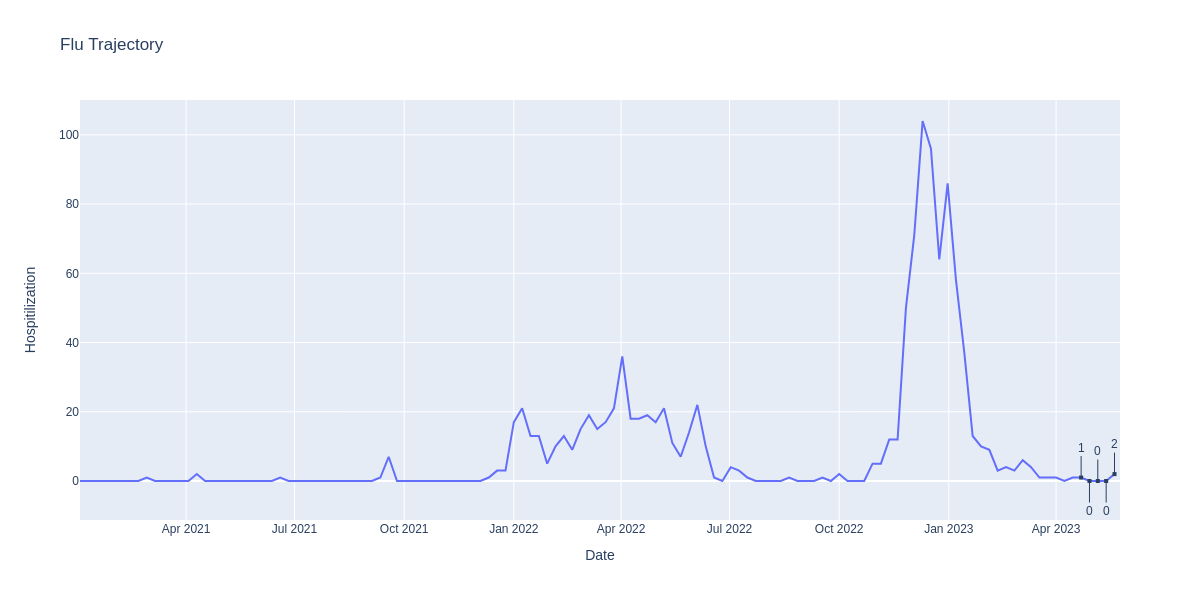 Flu Trajectory
Hospitilization
100
80
60
40
20
0
1
0
2
0
0
Apr 2021
Jul 2021
Oct 2021
Jan 2022
Apr 2022
Jul 2022
Oct 2022
Jan 2023
Apr 2023
Date